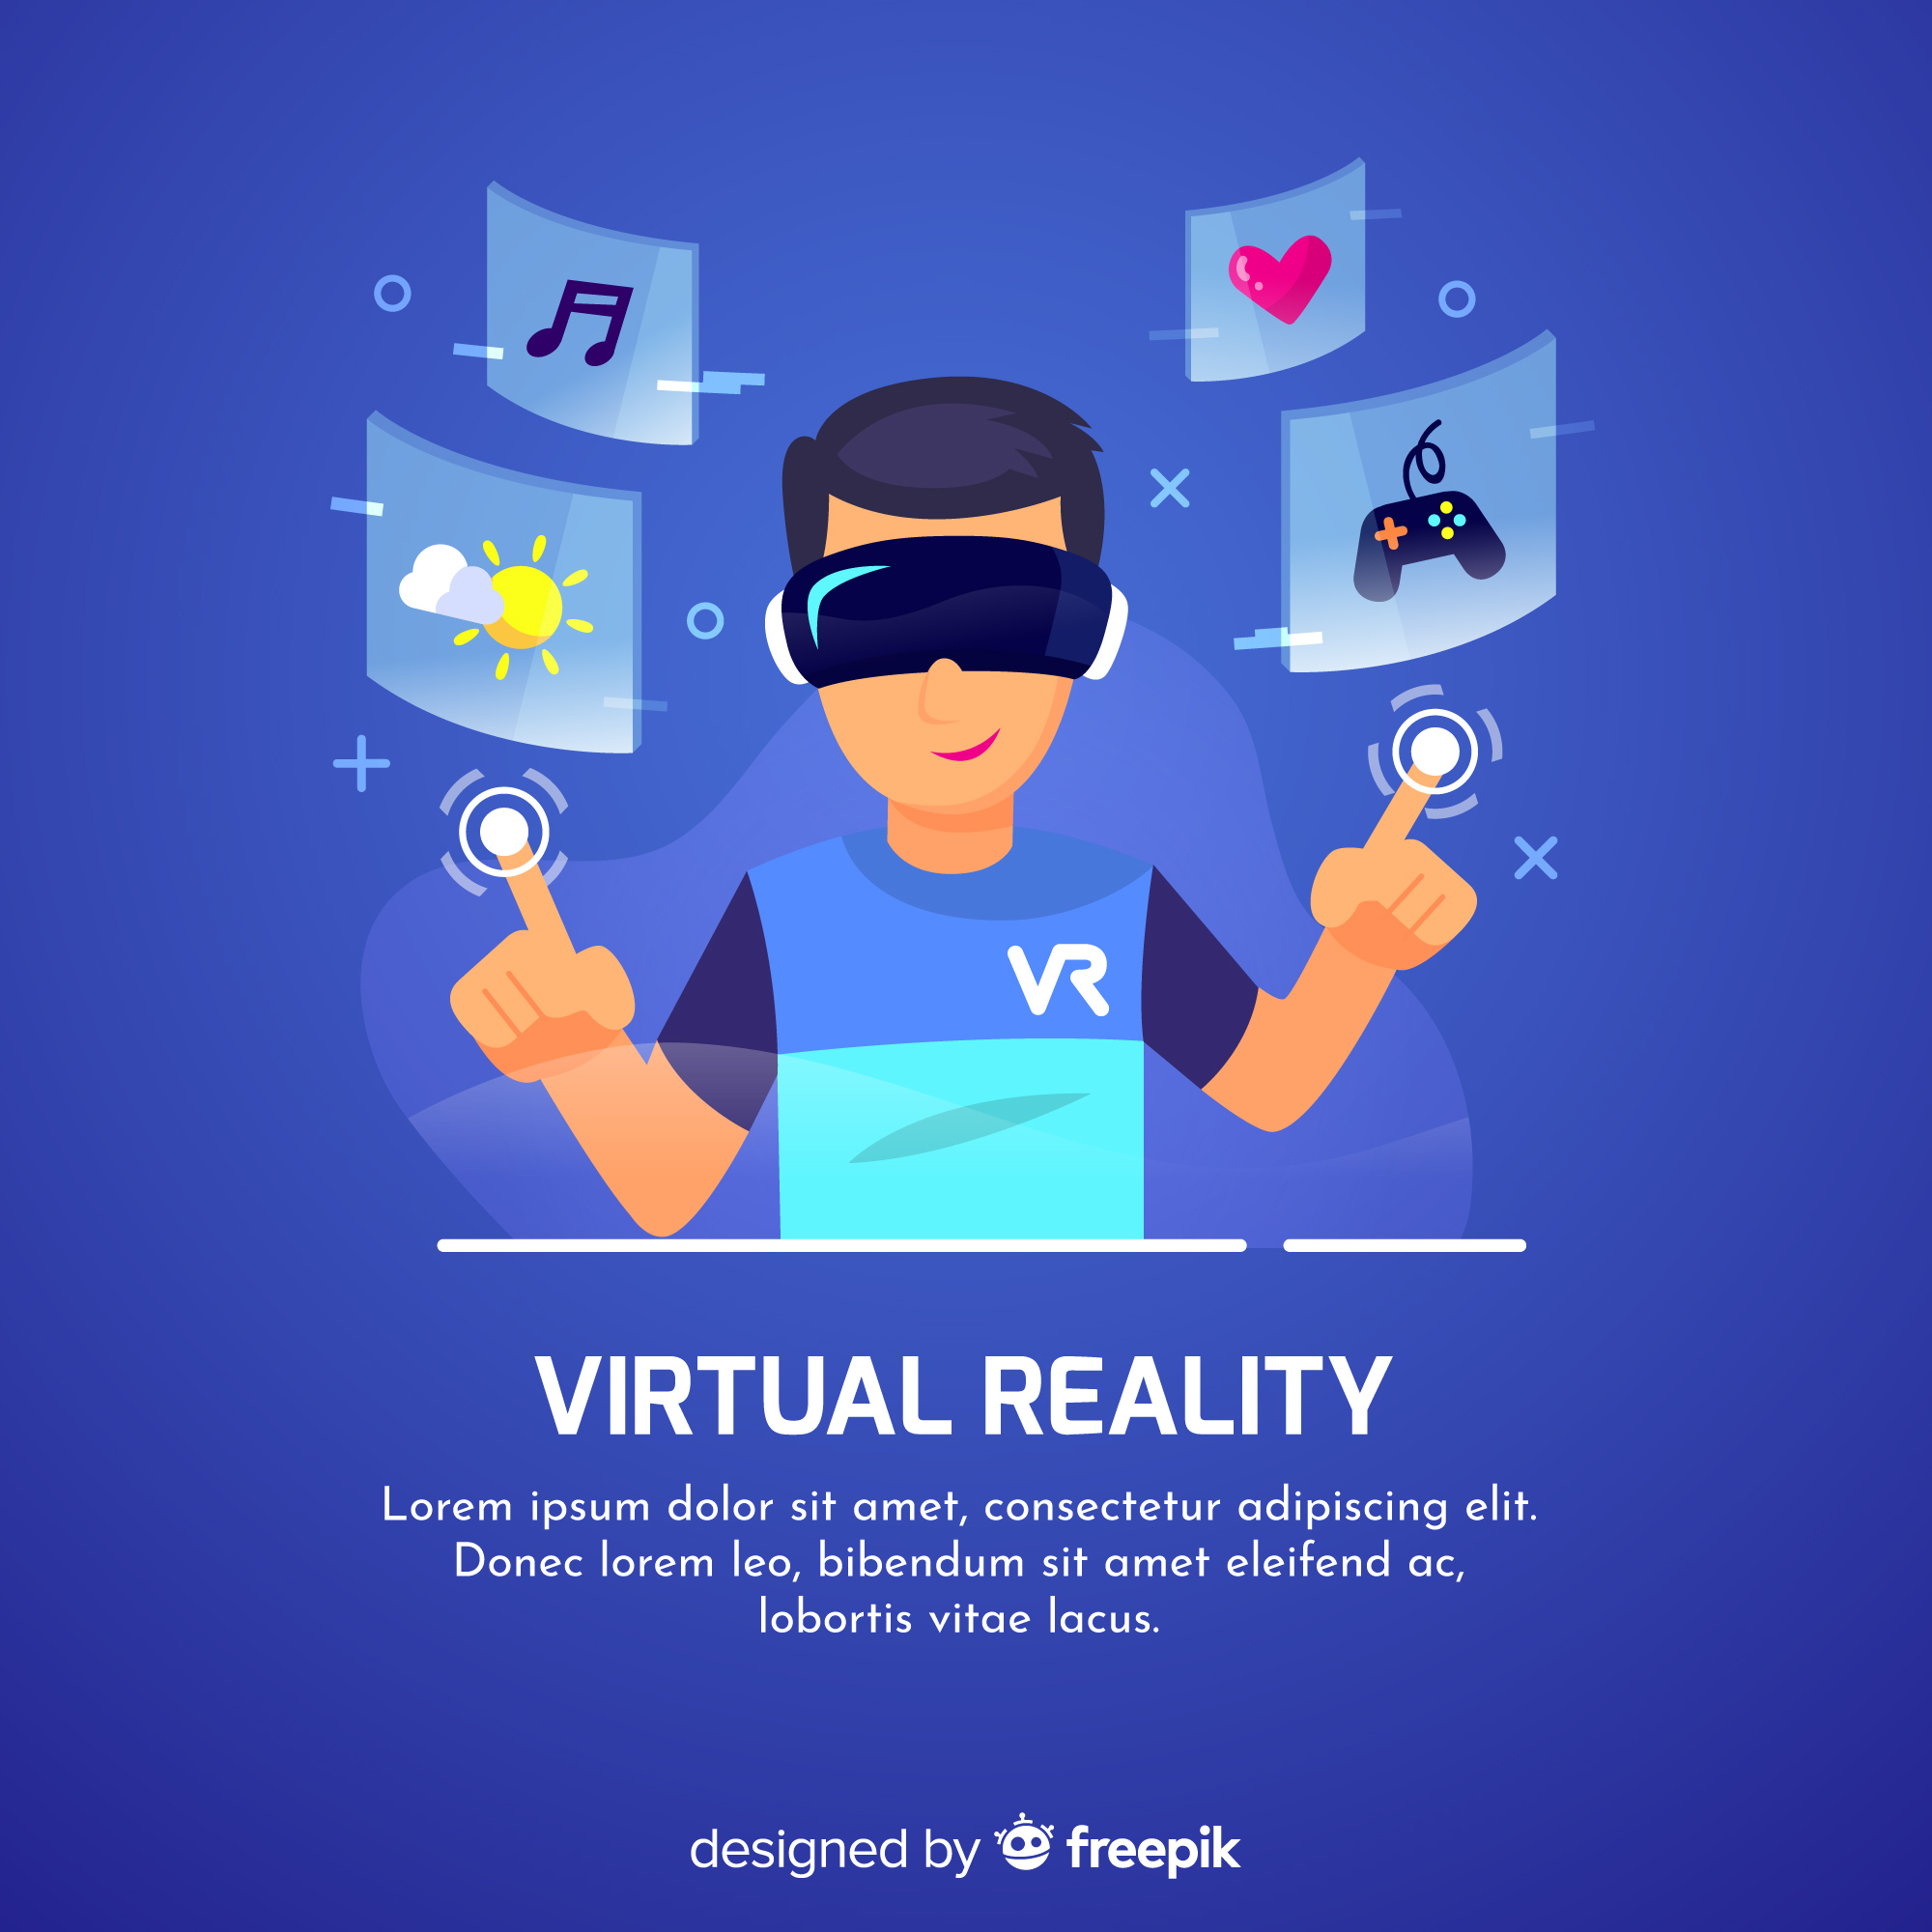 VR
VIRTUAL REALITY
Lorem ipsum dolor sit amet, consectetur adipiscing elit.
Donec lorem leo, bibendum sit amet eleifend ac,
lobortis vitae lacus.
designed by freepik